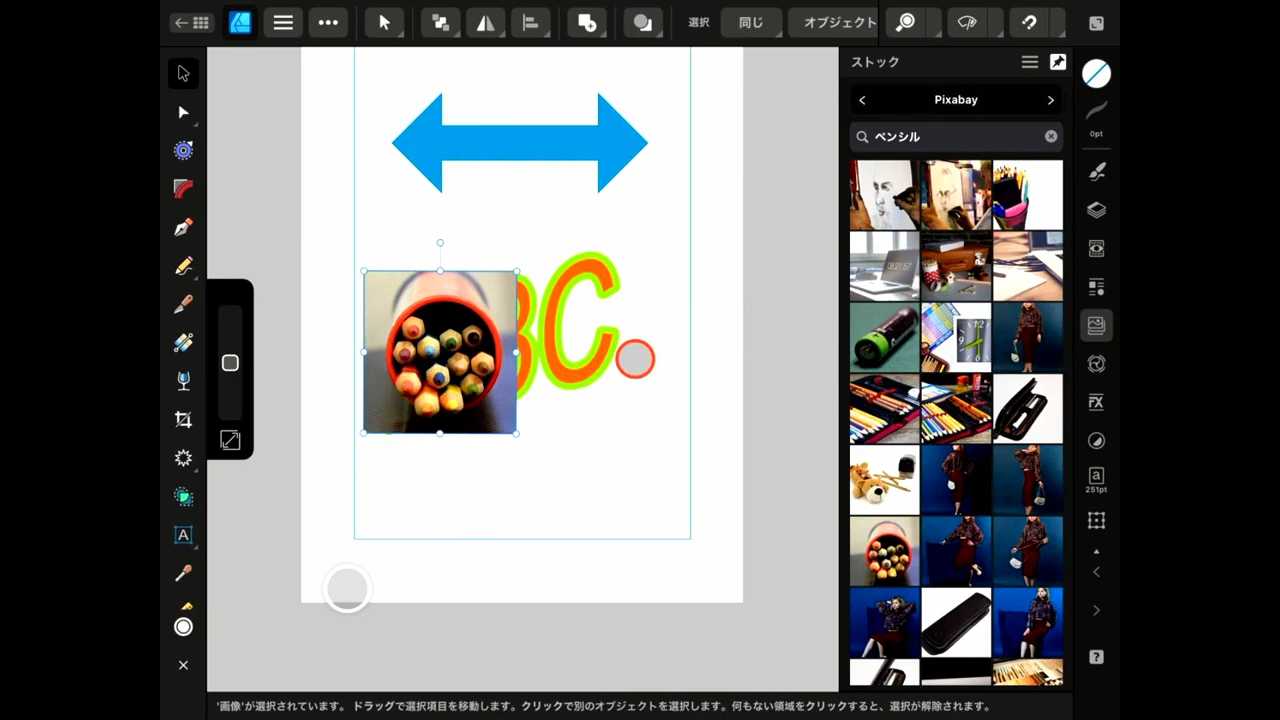 選択
同じ
オブジェクト
ストック
Pixabay
ペンシル
0pt
BC.
FX
a
251pt
A
?
'画像'が選択されています。 ドラッグで選択項目を移動します。クリックで別のオブジェクトを選択します。何もない領域をクリックすると、選択が解除されます。